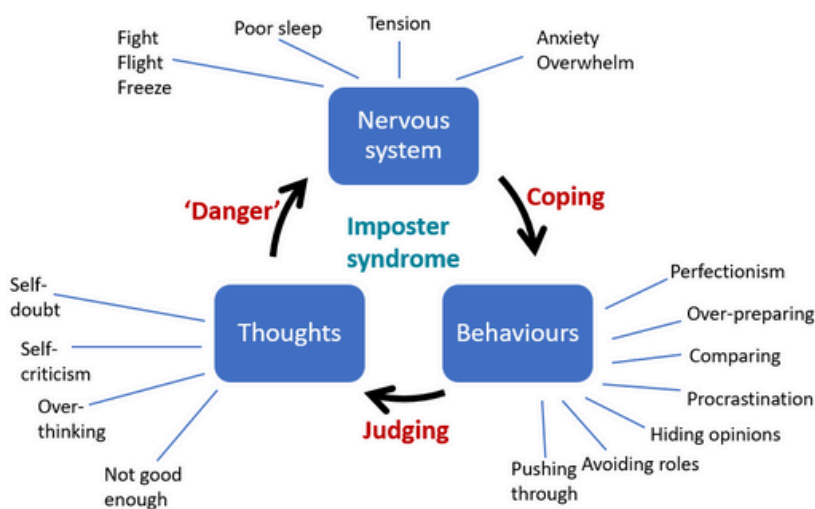 Fight
Flight
Freeze
Poor sleep
Tension
Anxiety
Overwhelm
Nervous
system
'Danger'
Coping
Imposter
syndrome
Self-
doubt
Self-
criticism
Over-
thinking
Not good
enough
Thoughts
Behaviours
Perfectionism
Over-preparing
Comparing
Procrastination
Hiding opinions
Avoiding roles
Pushing
through
Judging